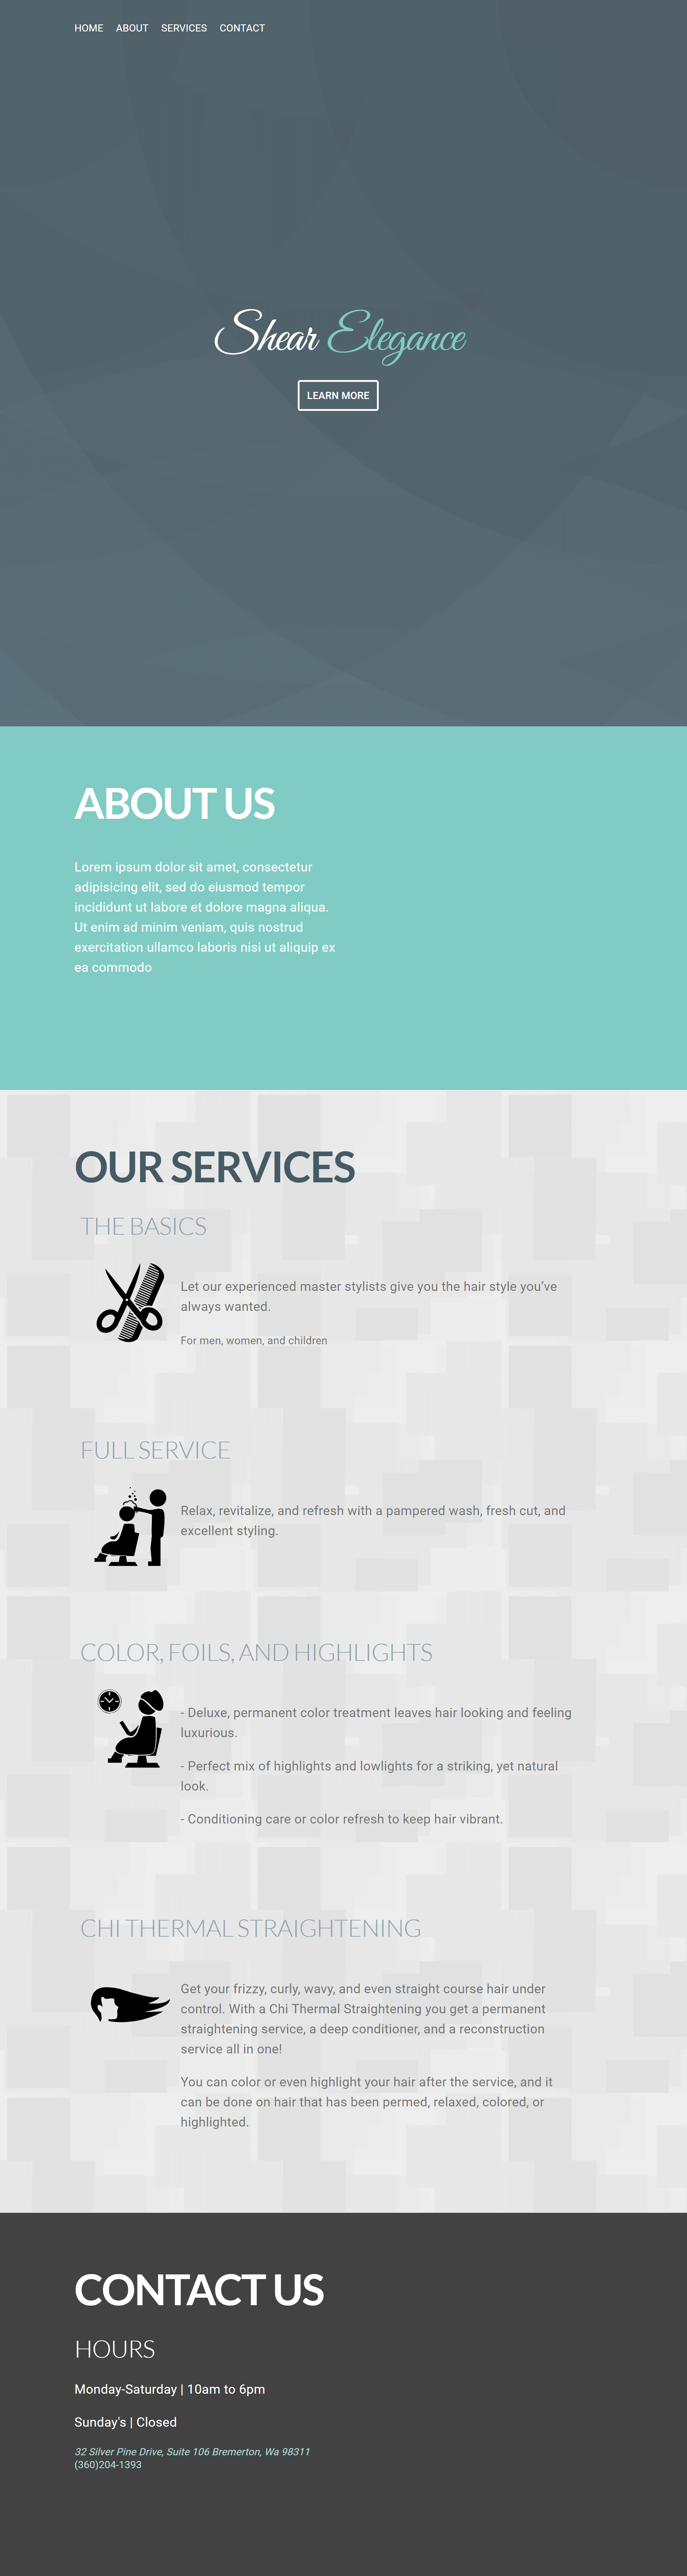 HOME ABOUT SERVICES CONTACT
Shear Elegance
LEARN MORE
ABOUT US
Lorem ipsum dolor sit amet, consectetur
adipisicing elit, sed do eiusmod tempor
incididunt ut labore et dolore magna aliqua.
Ut enim ad minim veniam, quis nostrud
exercitation ullamco laboris nisi ut aliquip ex
ea commodo
OUR SERVICES
THE BASICS
Let our experienced master stylists give you the hair style you've
always wanted.
For men, women, and children
FULL SERVICE
Relax, revitalize, and refresh with a pampered wash, fresh cut, and
excellent styling.
COLOR, FOILS, AND HIGHLIGHTS
- Deluxe, permanent color treatment leaves hair looking and feeling
luxurious.
- Perfect mix of highlights and lowlights for a striking, yet natural
look.
- Conditioning care or color refresh to keep hair vibrant.
CHI THERMAL STRAIGHTENING
Get your frizzy, curly, wavy, and even straight course hair under
control. With a Chi Thermal Straightening you get a permanent
straightening service, a deep conditioner, and a reconstruction
service all in one!
You can color or even highlight your hair after the service, and it
can be done on hair that has been permed, relaxed, colored, or
highlighted.
CONTACT US
HOURS
Monday-Saturday | 10am to 6pm
Sunday's | Closed
32 Silver Pine Drive, Suite 106 Bremerton, Wa 98311
(360)204-1393